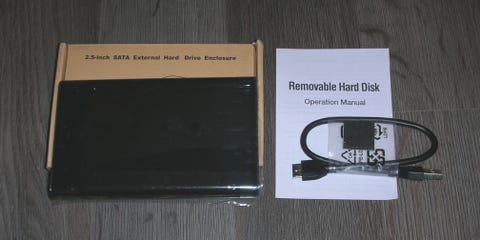 2.5-inch SATA External Hard Drive Enclosure
Removable Hard Disk
Operation Manual